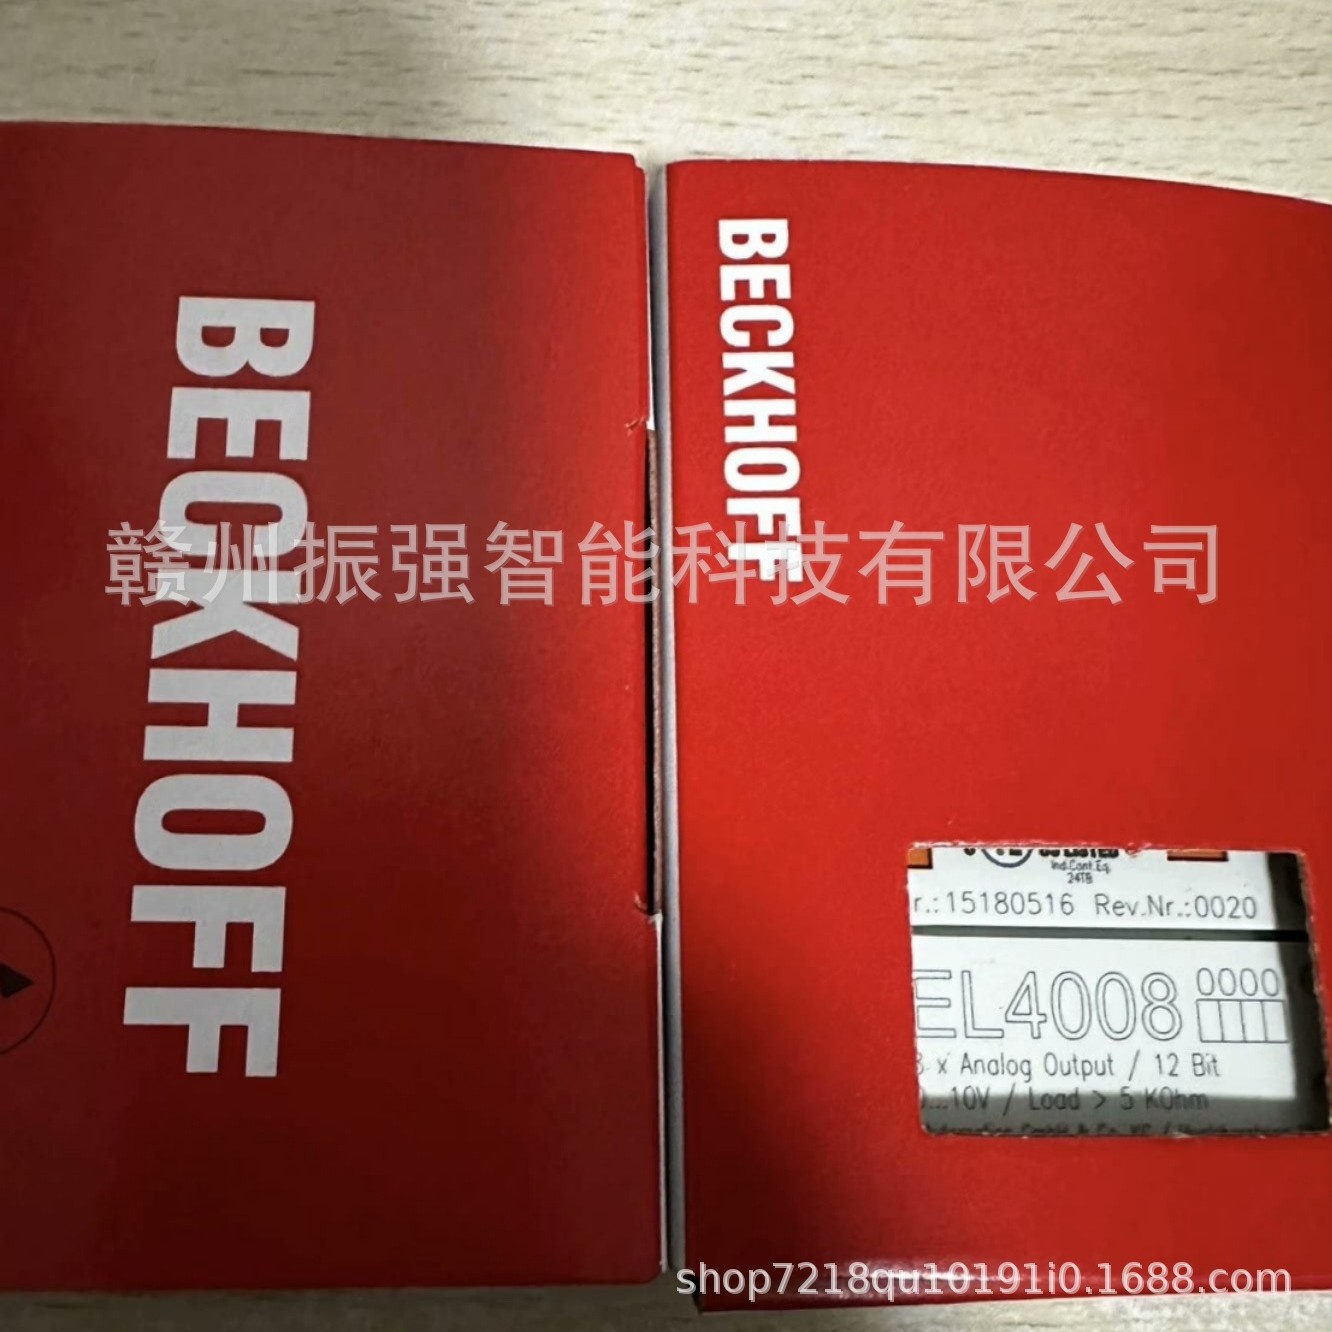 BECKHOFF
BECKHOFF
赣州振强智能科技有限公司
LISTED
Ind.Cont.Eq.
24TB
r.:15180516 Rev.Nr.:0020
EL4008 0000
x Analog Output / 12 Bit
...10V / Load > 5 KOhm
shop7218qu10191i0.1688.com